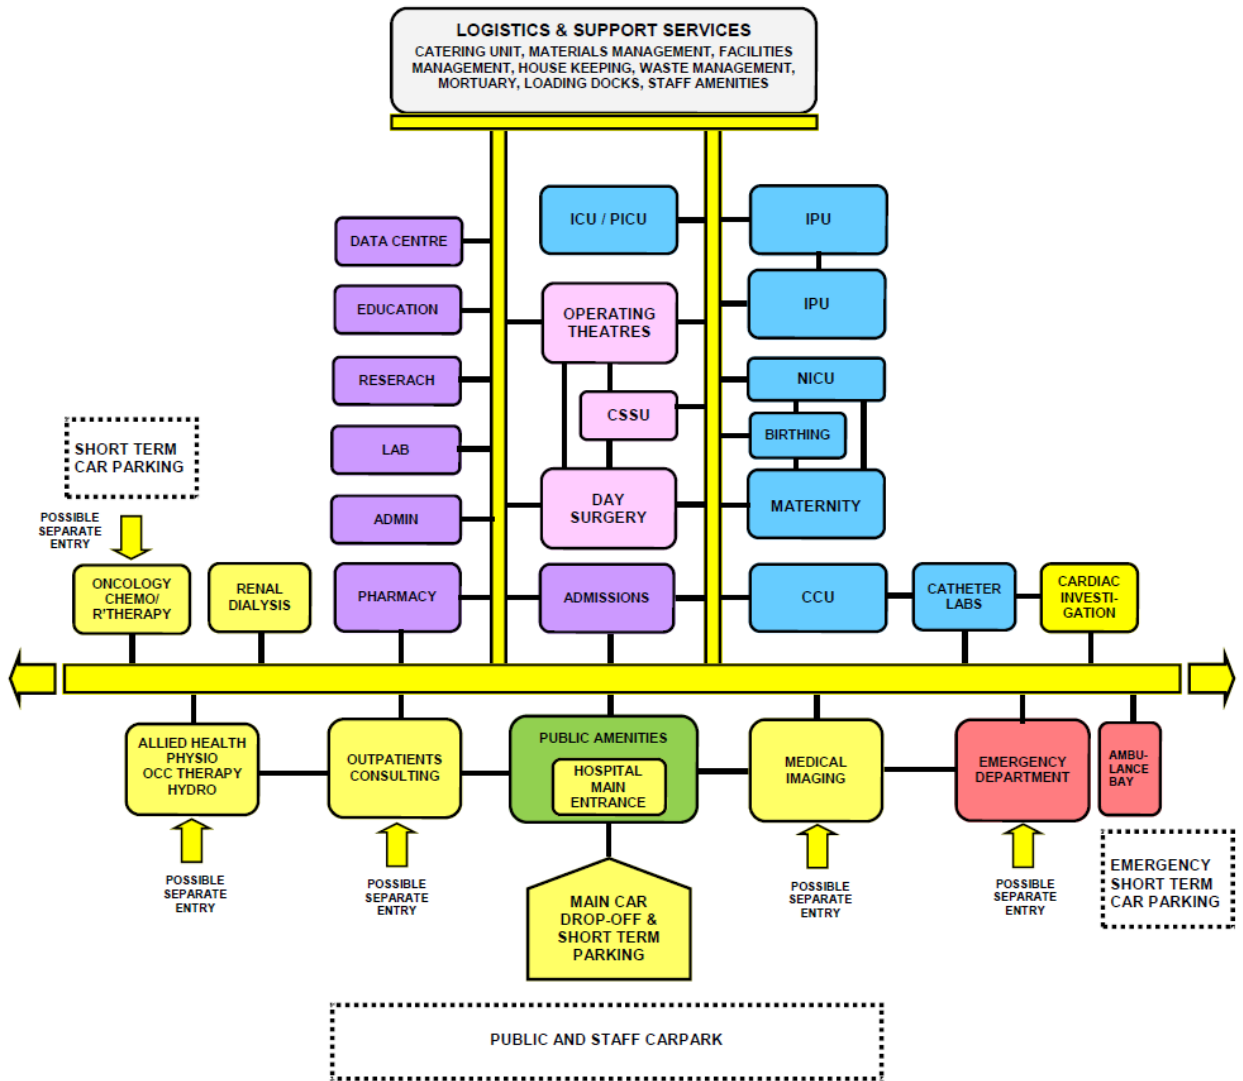 LOGISTICS & SUPPORT SERVICES
CATERING UNIT, MATERIALS MANAGEMENT, FACILITIES
MANAGEMENT, HOUSE KEEPING, WASTE MANAGEMENT,
MORTUARY, LOADING DOCKS, STAFF AMENITIES
ICU / PICU
IPU
DATA CENTRE
IPU
EDUCATION
OPERATING
THEATRES
RESERACH
NICU
CSSU
BIRTHING
SHORT TERM
CAR PARKING
LAB
DAY
SURGERY
MATERNITY
ADMIN
POSSIBLE
SEPARATE
ENTRY
ONCOLOGY
CHEMO/
R'THERAPY
RENAL
DIALYSIS
PHARMACY
ADMISSIONS
CCU
CATHETER
LABS
CARDIAC
INVESTI-
GATION
ALLIED HEALTH
PHYSIO
OCC THERAPY
HYDRO
OUTPATIENTS
CONSULTING
PUBLIC AMENITIES
HOSPITAL
MAIN
ENTRANCE
MEDICAL
IMAGING
EMERGENCY
DEPARTMENT
AMBU-
LANCE
BAY
POSSIBLE
SEPARATE
ENTRY
POSSIBLE
SEPARATE
ENTRY
MAIN CAR
DROP-OFF &
SHORT TERM
PARKING
POSSIBLE
SEPARATE
ENTRY
POSSIBLE
SEPARATE
ENTRY
EMERGENCY
SHORT TERM
CAR PARKING
PUBLIC AND STAFF CARPARK